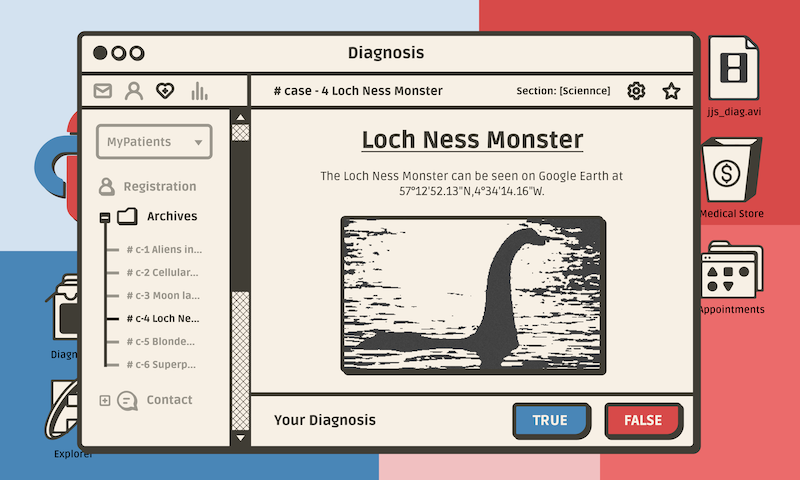 Diagnosis
# case - 4 Loch Ness Monster
Section: [Sciennce]
MyPatients
Registration
Archives
# c-1 Aliens in...
# c-2 Cellular...
# c-3 Moon la...
# c-4 Loch Ne...
# c-5 Blonde...
# c-6 Superp...
Contact
Loch Ness Monster
The Loch Ness Monster can be seen on Google Earth at
57°12'52.13"N,4°34'14.16"W.
Your Diagnosis
TRUE
FALSE
jjs_diag.avi
Medical Store
Appointments
Diagn
Explorer